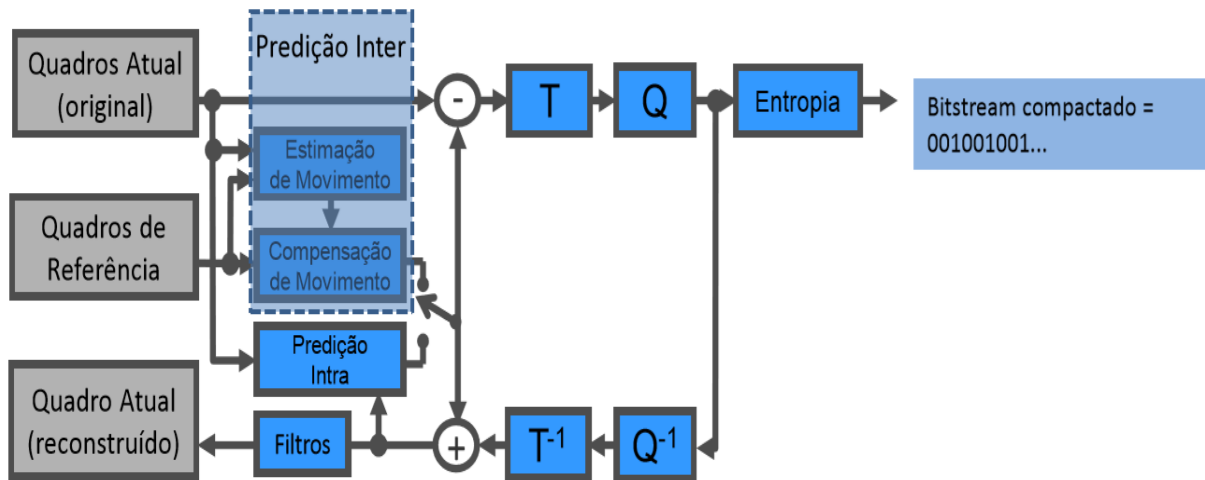 Quadros Atual
(original)
Predição Inter
-
T
Q
Entropia
Bitstream compactado =
001001001...
Estimação
de Movimento
Quadros de
Referência
Compensação
de Movimento
Predição
Intra
Quadro Atual
(reconstruído)
Filtros
+
T-1
Q-1